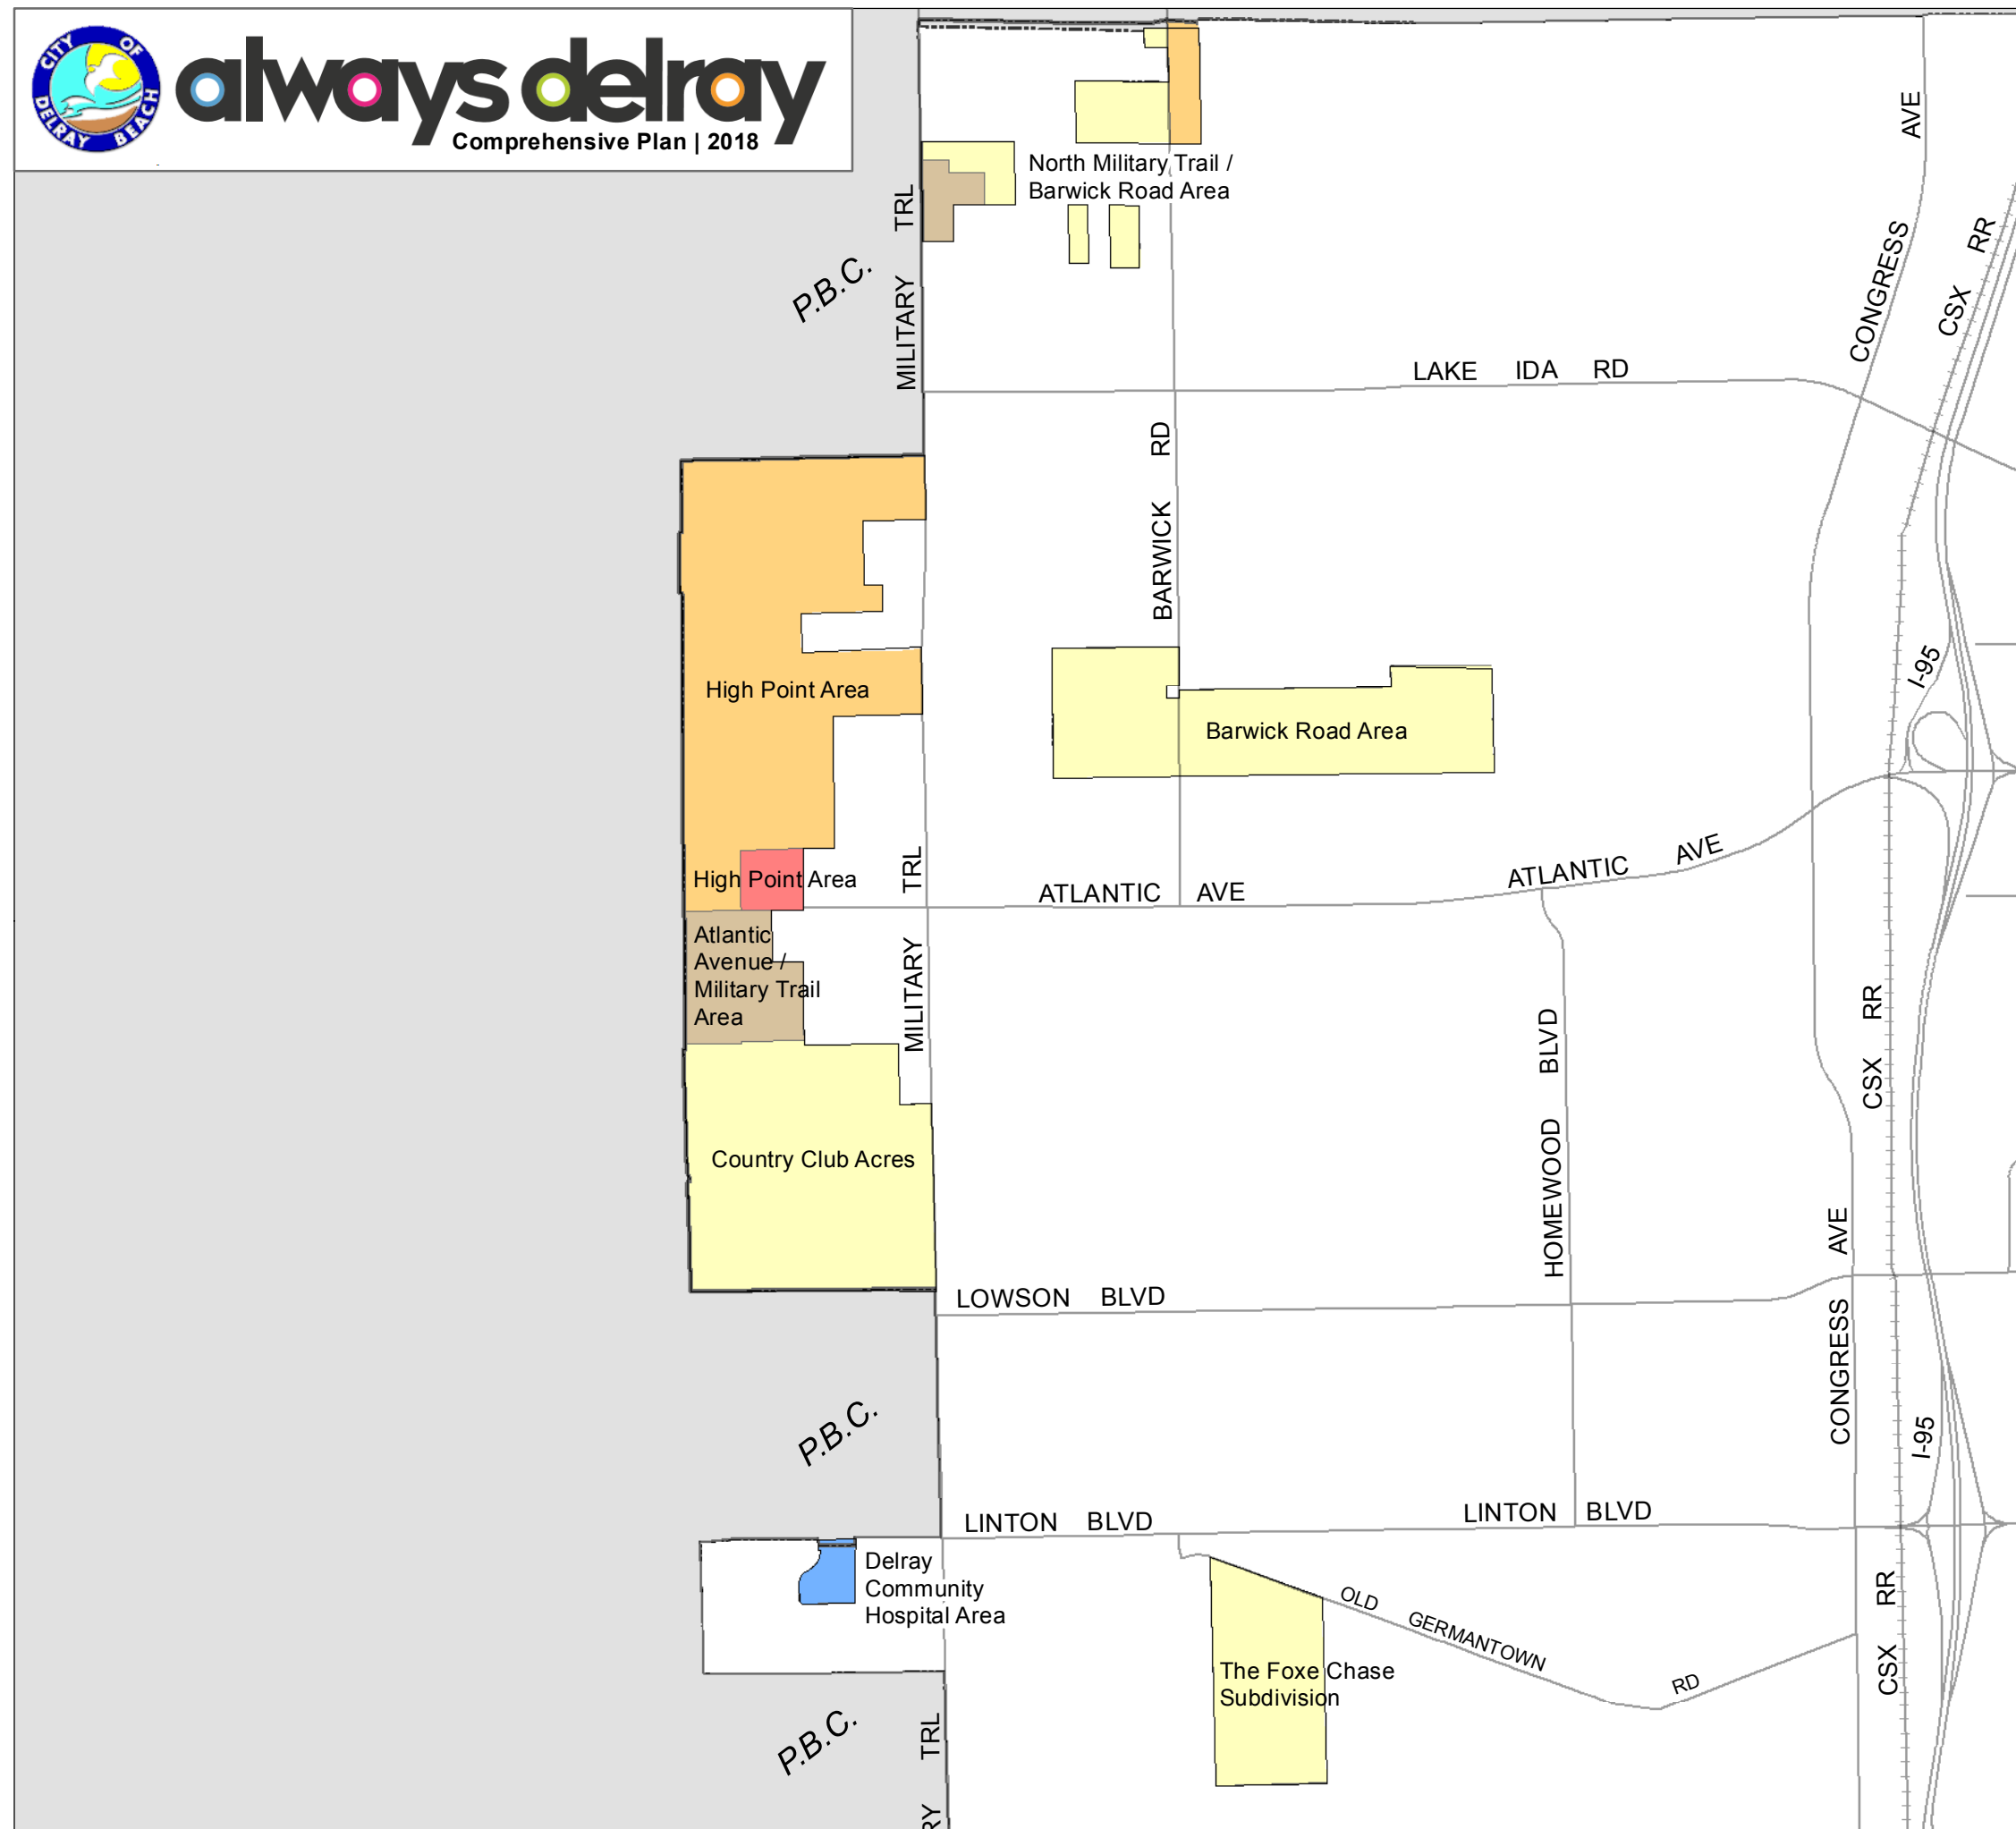 CITY OF
DELRAY BEACH
always delray
Comprehensive Plan | 2018
North Military Trail /
Barwick Road Area
MILITARY TRL
P.B.C.
CONGRESS AVE
CSX RR
LAKE IDA RD
BARWICK RD
High Point Area
Barwick Road Area
I-95
High Point Area
MILITARY TRL
ATLANTIC AVE
ATLANTIC AVE
Atlantic
Avenue /
Military Trail
Area
CSX RR
HOMEWOOD BLVD
Country Club Acres
LOWSON BLVD
CONGRESS AVE
P.B.C.
I-95
LINTON BLVD
LINTON BLVD
Delray
Community
Hospital Area
OLD GERMANTOWN RD
CSX RR
The Foxe Chase
Subdivision
P.B.C.
TRL
RY